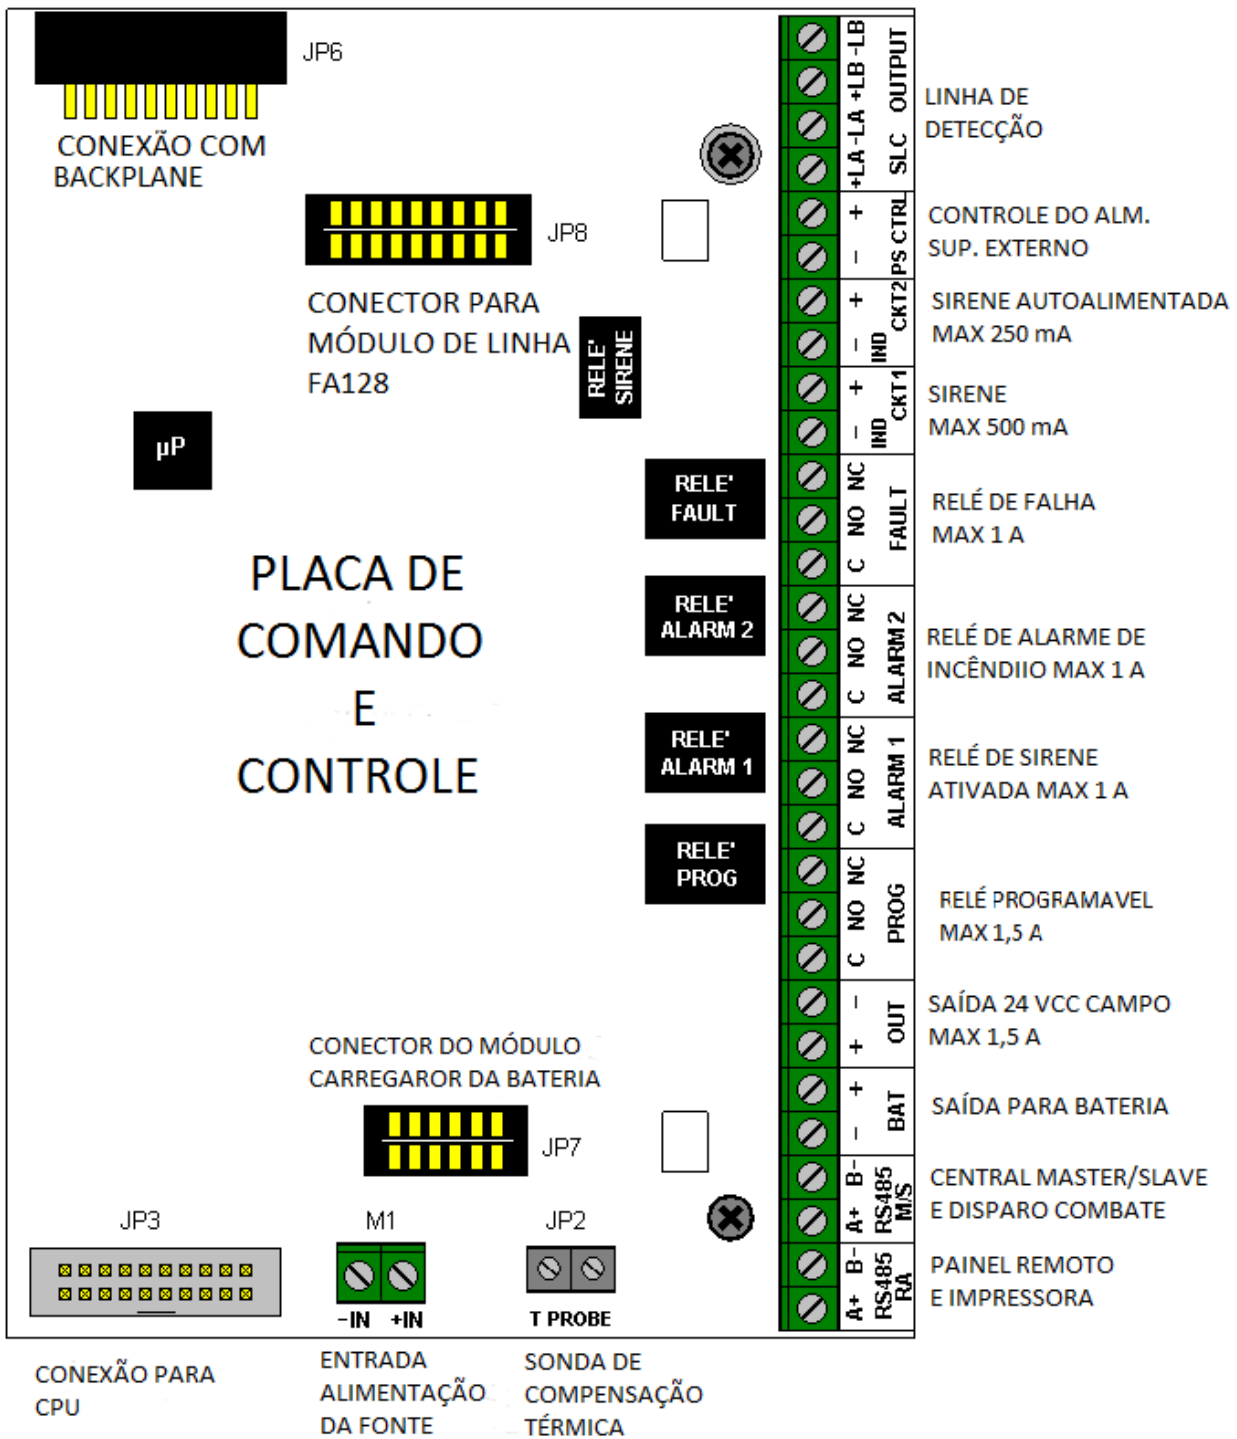 JP6
CONEXÃO COM
BACKPLANE
JP8
CONECTOR PARA
MÓDULO DE LINHA
FA128
RELE'
SIRENE
µP
RELE'
FAULT
RELE'
ALARM 2
RELE'
ALARM 1
RELE'
PROG
PLACA DE
COMANDO
E
CONTROLE
CONECTOR DO MÓDULO
CARREGAROR DA BATERIA
JP7
JP3
M1
JP2
-IN +IN
T PROBE
CONEXÃO PARA
CPU
ENTRADA
ALIMENTAÇÃO
DA FONTE
SONDA DE
COMPENSAÇÃO
TÉRMICA
+LA -LA +LB -LB
SLC OUTPUT
LINHA DE
DETECÇÃO
- +
PS CTRL
CONTROLE DO ALM.
SUP. EXTERNO
- +
IND CKT2
SIRENE AUTOALIMENTADA
MAX 250 mA
- +
IND CKT1
SIRENE
MAX 500 mA
C NO NC
FAULT
RELÉ DE FALHA
MAX 1 A
C NO NC
ALARM 2
RELÉ DE ALARME DE
INCÊNDIIO MAX 1 A
C NO NC
ALARM 1
RELÉ DE SIRENE
ATIVADA MAX 1 A
C NO NC
PROG
RELÉ PROGRAMAVEL
MAX 1,5 A
+ -
OUT
SAÍDA 24 VCC CAMPO
MAX 1,5 A
- +
BAT
SAÍDA PARA BATERIA
A+ B-
RS485
M/S
CENTRAL MASTER/SLAVE
E DISPARO COMBATE
A+ B-
RS485
RA
PAINEL REMOTO
E IMPRESSORA